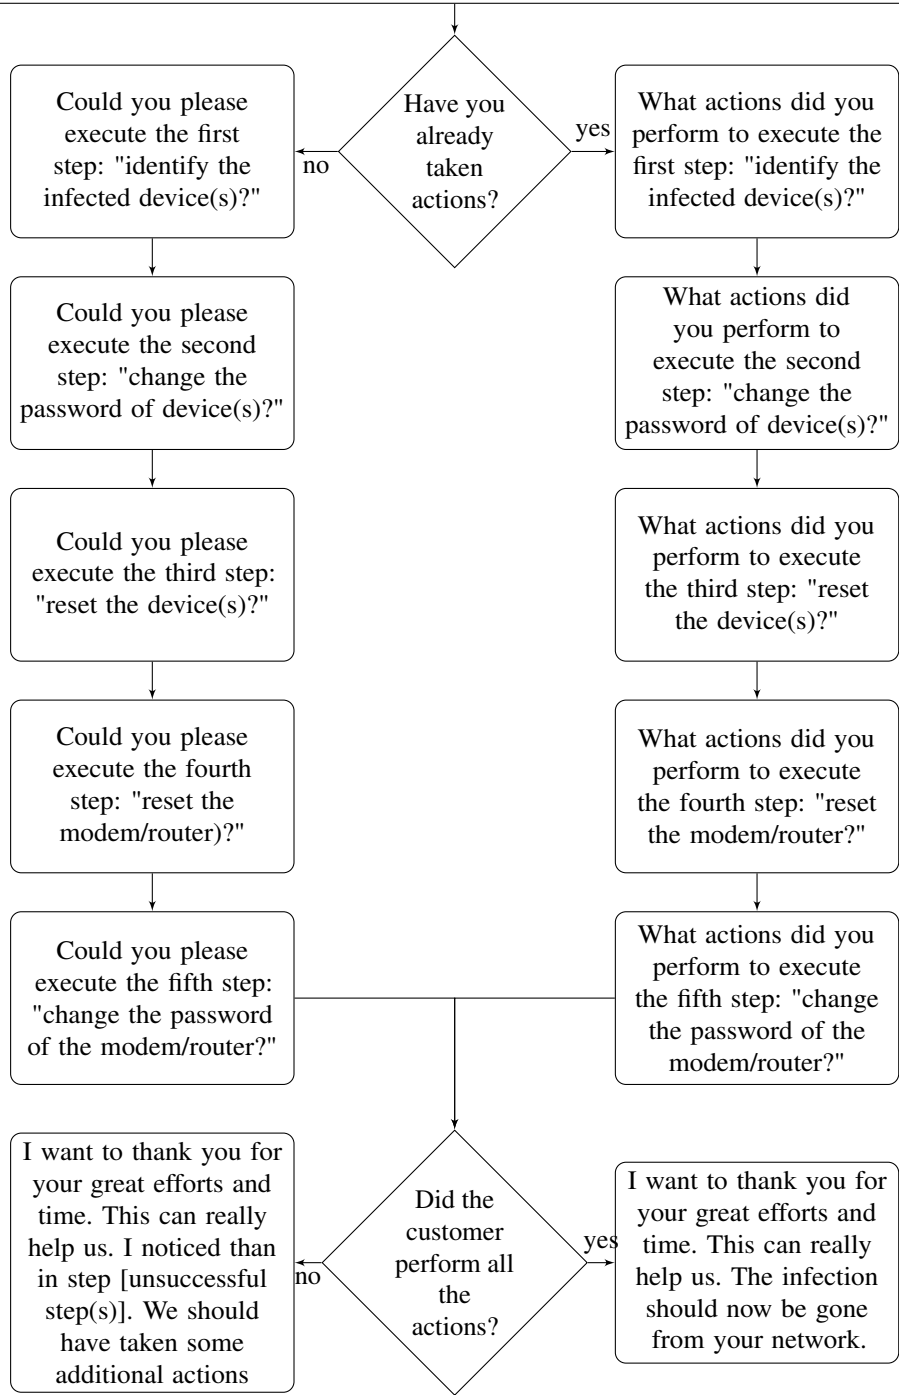 Have you
already
taken
actions?
no
yes
Could you please
execute the first
step: "identify the
infected device(s)?"
What actions did you
perform to execute the
first step: "identify the
infected device(s)?"
Could you please
execute the second
step: "change the
password of device(s)?"
What actions did
you perform to
execute the second
step: "change the
password of device(s)?"
Could you please
execute the third step:
"reset the device(s)?"
What actions did you
perform to execute
the third step: "reset
the device(s)?"
Could you please
execute the fourth
step: "reset the
modem/router)?"
What actions did you
perform to execute
the fourth step: "reset
the modem/router?"
Could you please
execute the fifth step:
"change the password
of the modem/router?"
What actions did you
perform to execute
the fifth step: "change
the password of the
modem/router?"
Did the
customer
perform all
the
actions?
no
yes
I want to thank you for
your great efforts and
time. This can really
help us. I noticed than
in step [unsuccessful
step(s)]. We should
have taken some
additional actions
I want to thank you for
your great efforts and
time. This can really
help us. The infection
should now be gone
from your network.